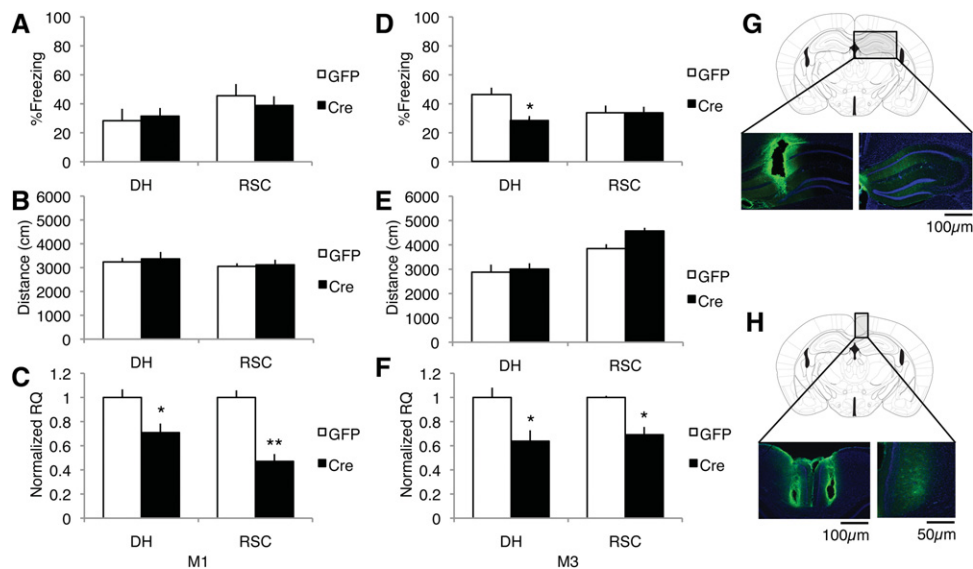 A
%Freezing
100
80
60
40
20
0
DH
RSC
GFP
Cre
B
Distance (cm)
6000
5000
4000
3000
2000
1000
0
DH
RSC
GFP
Cre
C
Normalized RQ
1.2
1
0.8
0.6
0.4
0.2
0
*
**
DH
RSC
M1
GFP
Cre
D
%Freezing
100
80
60
40
20
0
*
DH
RSC
GFP
Cre
E
Distance (cm)
6000
5000
4000
3000
2000
1000
0
DH
RSC
GFP
Cre
F
Normalized RQ
1.2
1
0.8
0.6
0.4
0.2
0
*
*
DH
RSC
M3
GFP
Cre
G
100µm
H
100µm
50µm